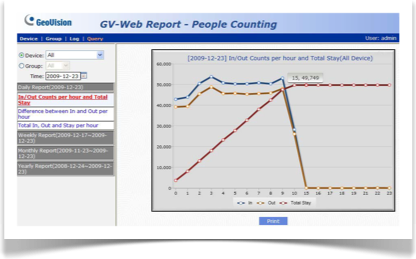 GeoVision
GV-Web Report - People Counting
Device | Group | Log | Query
User: admin
Device: All
Group: All
Time: 2009-12-23
Daily Report(2009-12-23)
In/Out Counts per hour and Total
Stay
Difference between In and Out per
hour
Total In, Out and Stay per hour
Weekly Report(2009-12-17~2009-
12-23)
Monthly Report(2009-11-23~2009-
12-23)
Yearly Report(2008-12-24~2009-12-
23)
[2009-12-23] In/Out Counts per hour and Total Stay(All Device)
15, 49,740
60,000
50,000
40,000
30,000
20,000
10,000
0
0 1 2 3 4 5 6 7 8 9 10 15 16 17 18 19 20 21 22 23
In Out Total Stay
Print